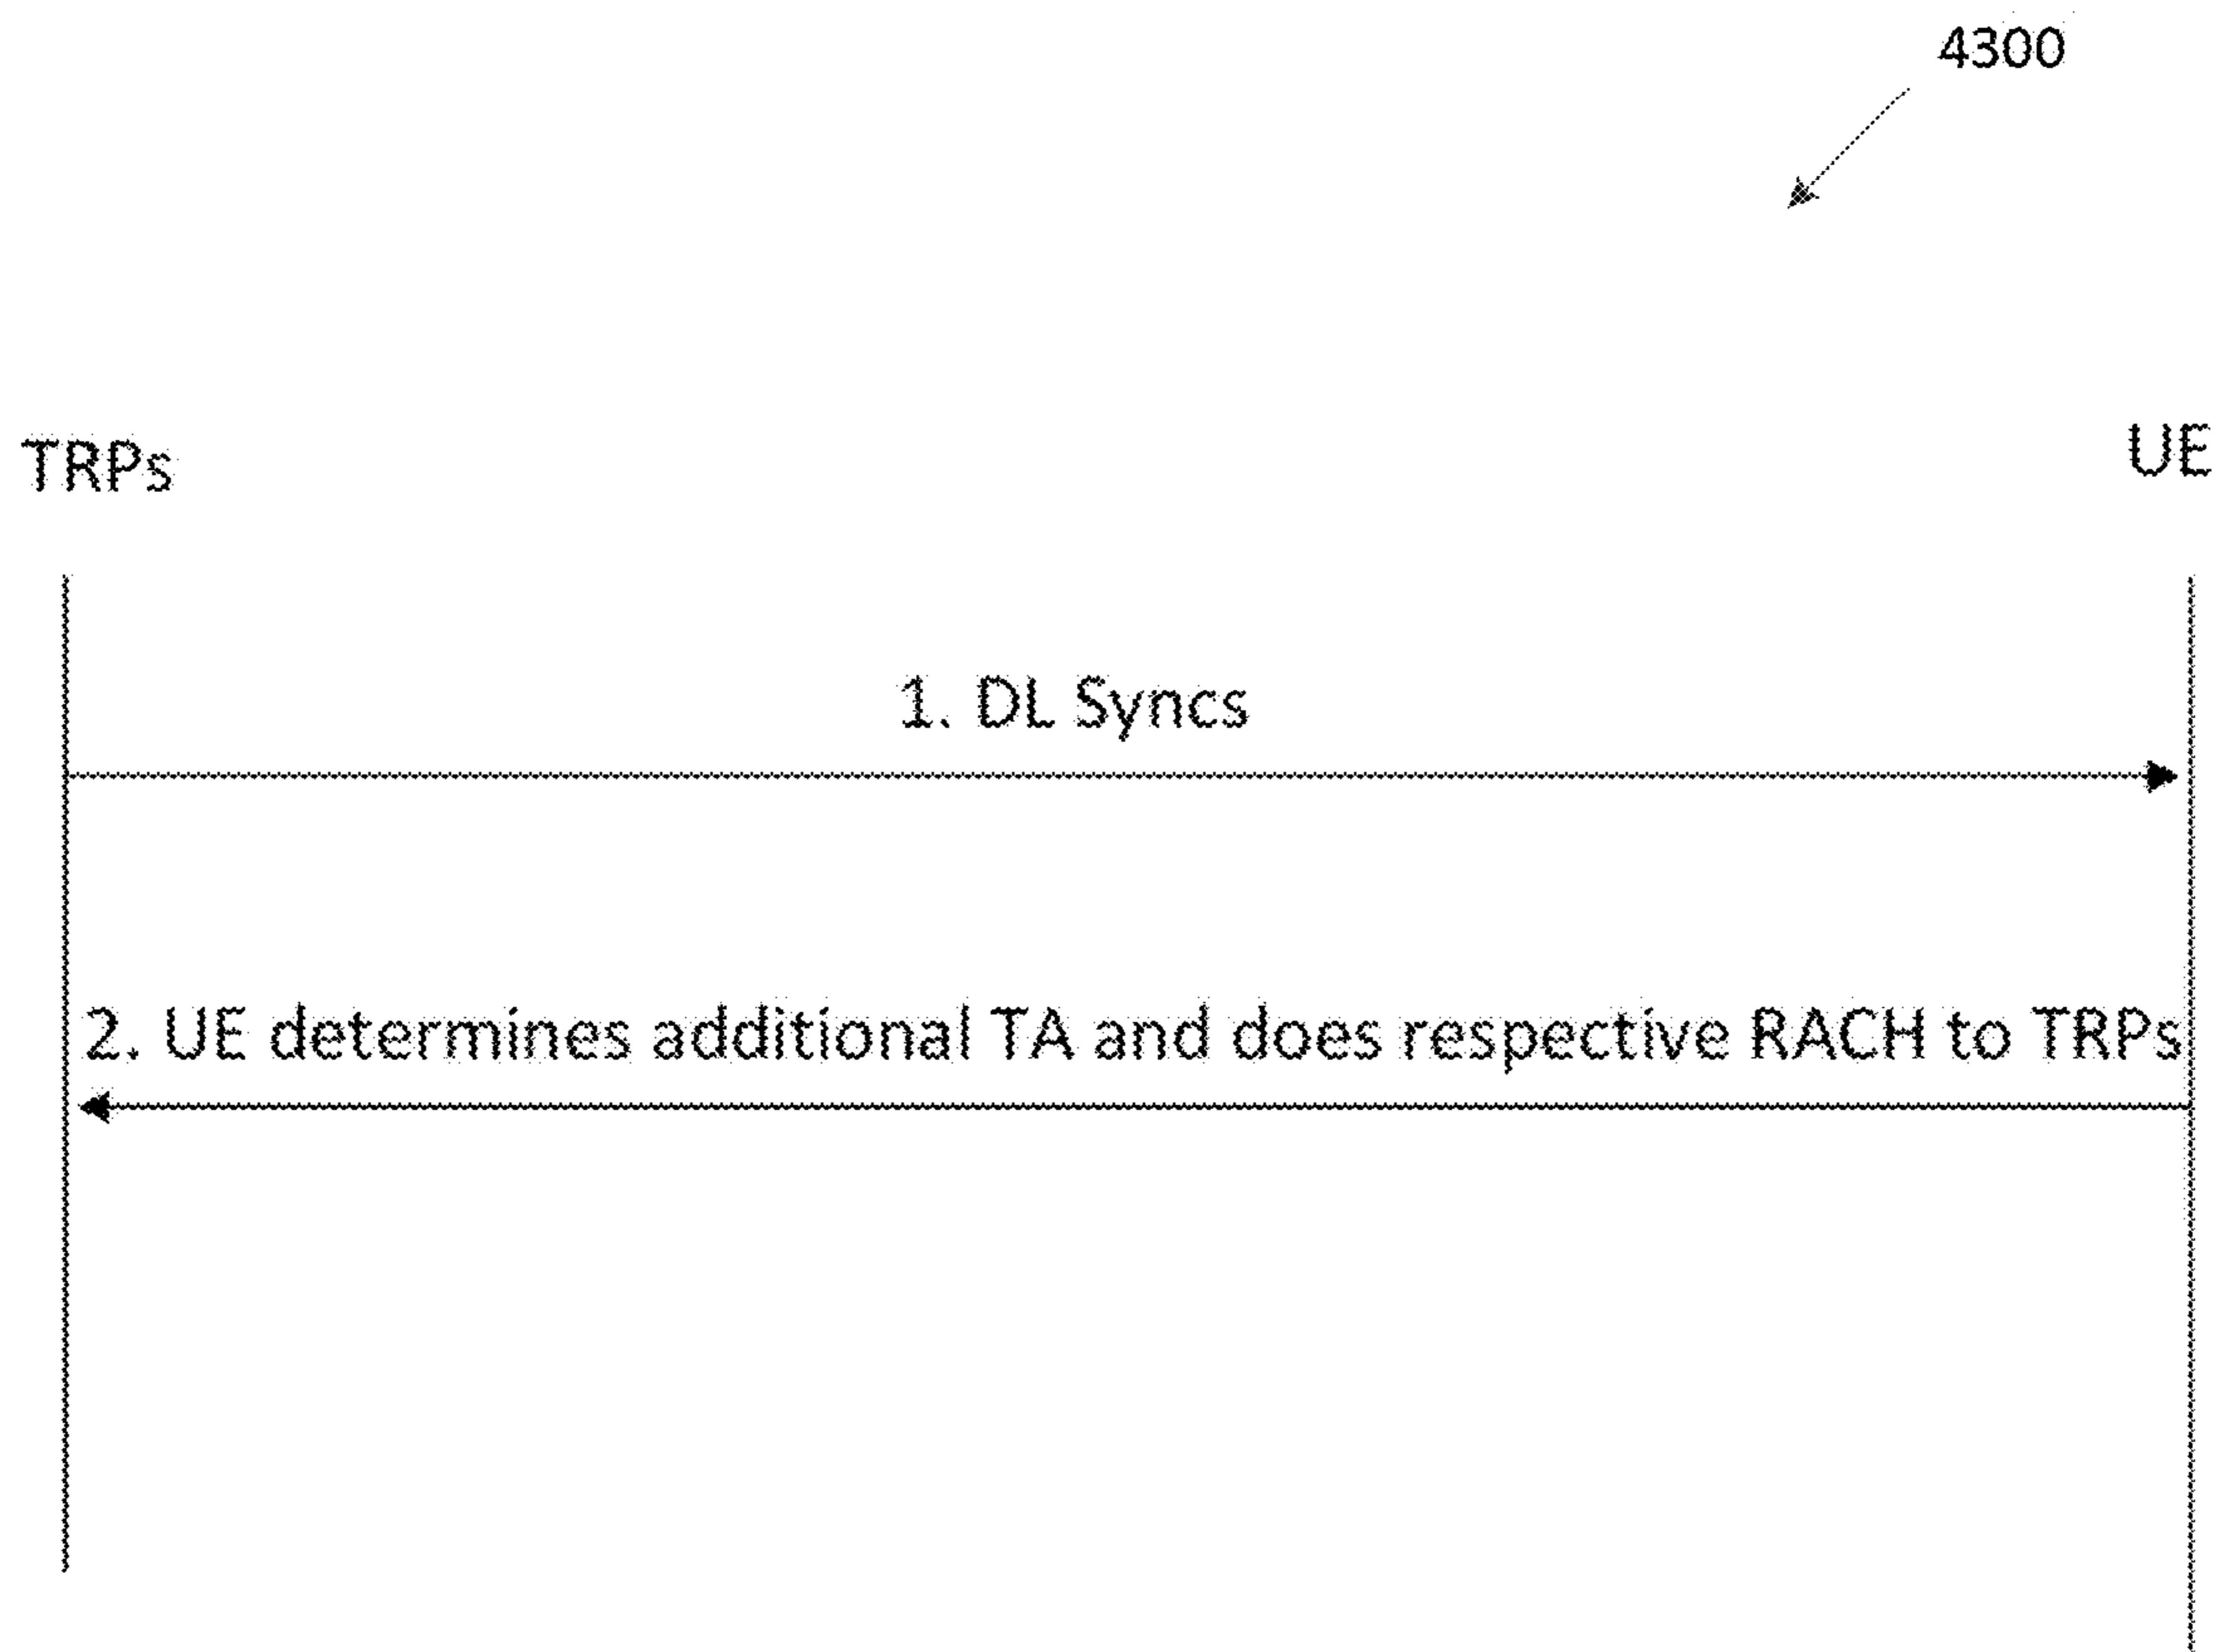 4300
TRPs
UE
1. DL Syncs
2. UE determines additional TA and does respective RACH to TRPs